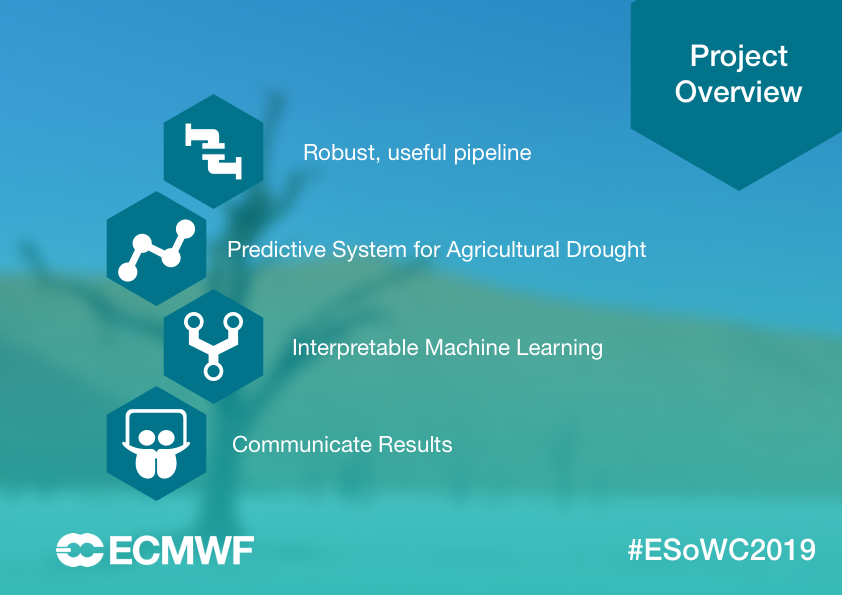 Project
Overview
Robust, useful pipeline
Predictive System for Agricultural Drought
Interpretable Machine Learning
Communicate Results
ECMWF
#ESoWC2019